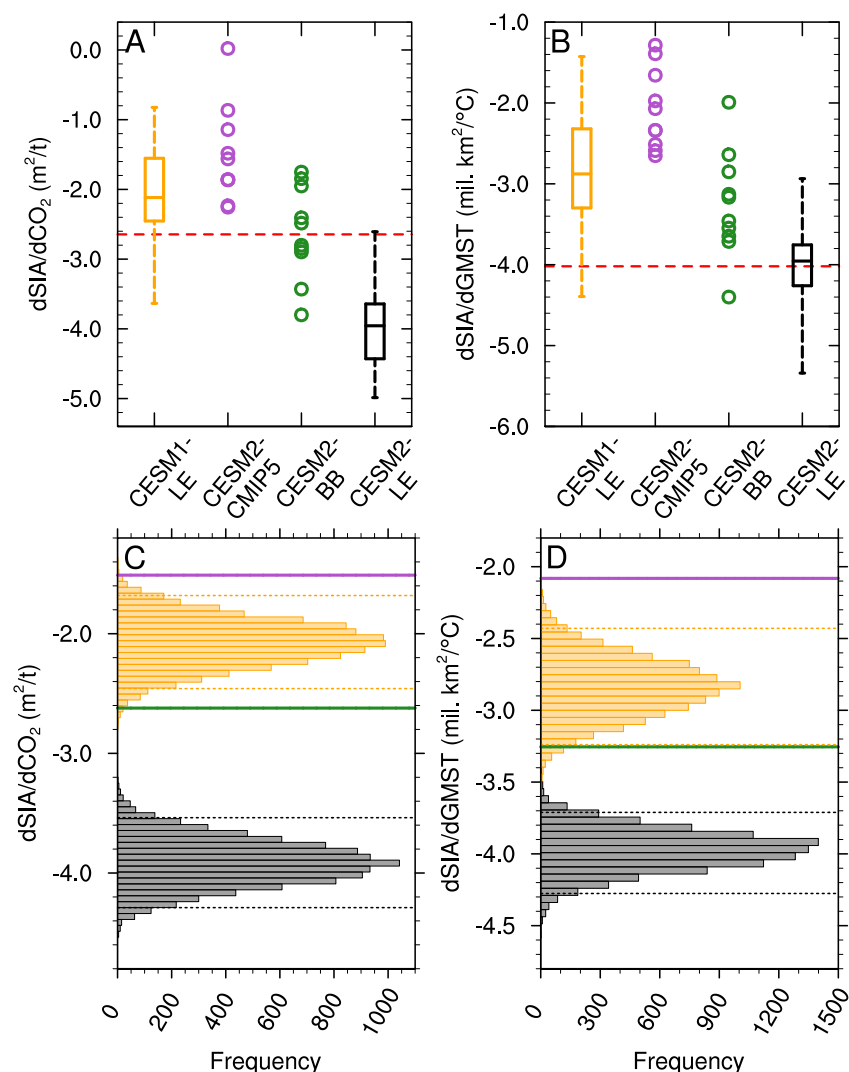 A
dSIA/dCO₂ (m²/t)
0.0
-1.0
-2.0
-3.0
-4.0
-5.0
CESM1-
LE
CESM2-
CMIP5
CESM2-
BB
CESM2-
LE
B
dSIA/dGMST (mil. km²/°C)
-1.0
-2.0
-3.0
-4.0
-5.0
-6.0
CESM1-
LE
CESM2-
CMIP5
CESM2-
BB
CESM2-
LE
C
dSIA/dCO₂ (m²/t)
-2.0
-3.0
-4.0
0
200
400
600
800
1000
Frequency
D
dSIA/dGMST (mil. km²/°C)
-2.0
-2.5
-3.0
-3.5
-4.0
-4.5
0
300
600
900
1200
1500
Frequency